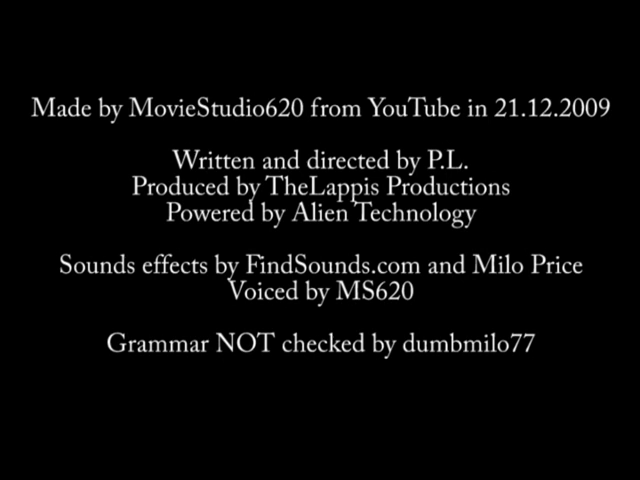 Made by MovieStudio620 from YouTube in 21.12.2009
Written and directed by P.L.
Produced by TheLappis Productions
Powered by Alien Technology
Sounds effects by FindSounds.com and Milo Price
Voiced by MS620
Grammar NOT checked by dumbmilo77